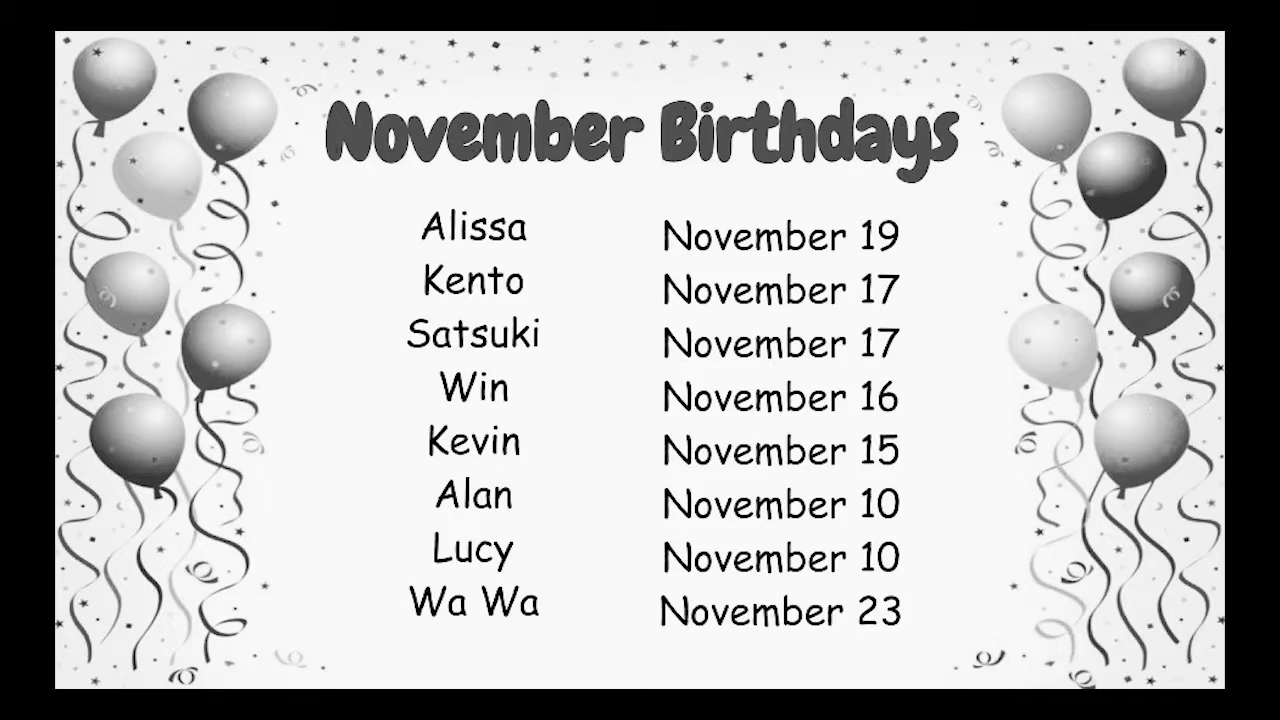 November Birthdays
Alissa November 19
Kento November 17
Satsuki November 17
Win November 16
Kevin November 15
Alan November 10
Lucy November 10
Wa Wa November 23